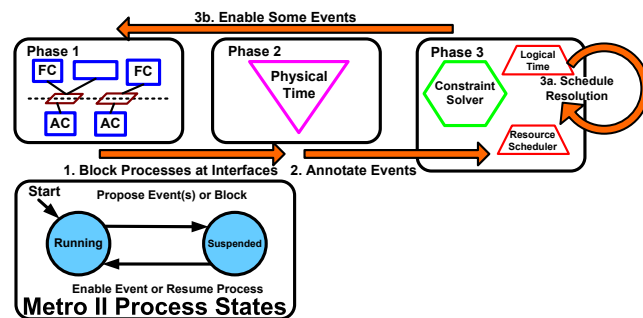 3b. Enable Some Events
Phase 1
FC
FC
AC
AC
Phase 2
Physical
Time
Phase 3
Logical
Time
Constraint
Solver
3a. Schedule
Resolution
Resource
Scheduler
1. Block Processes at Interfaces
2. Annotate Events
Start
Propose Event(s) or Block
Running
Suspended
Enable Event or Resume Process
Metro II Process States